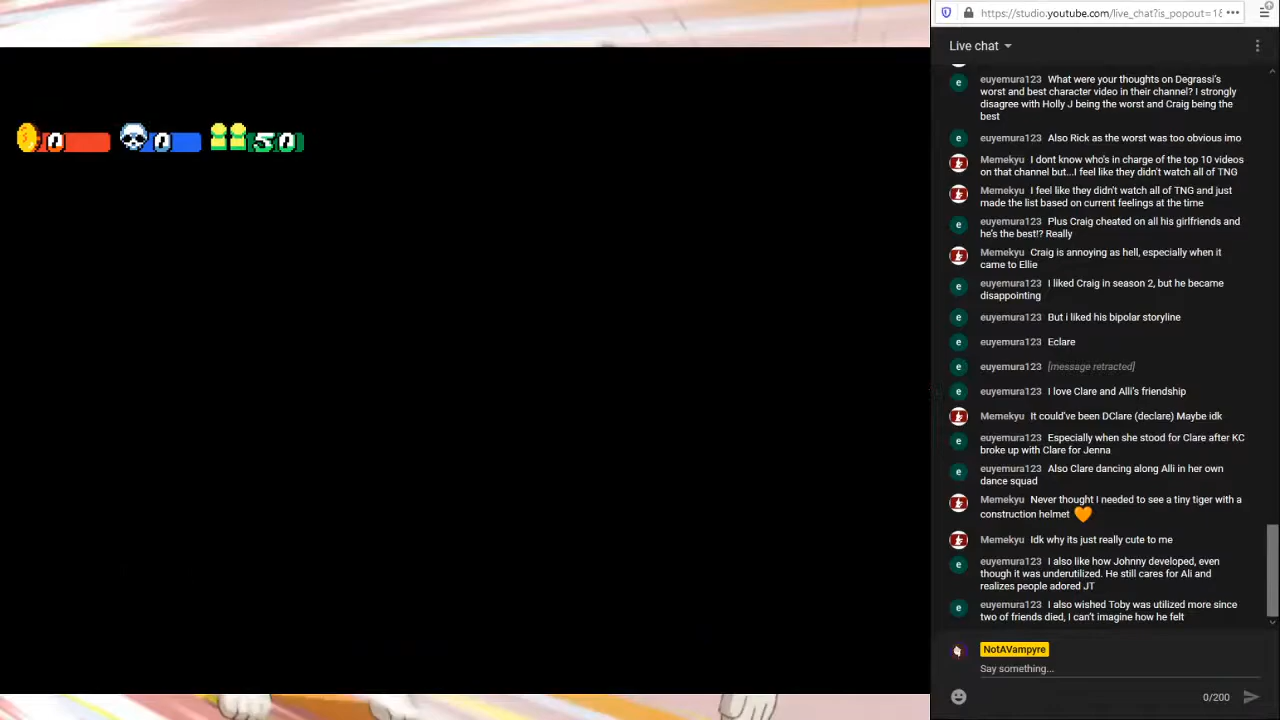 https://studio.youtube.com/live_chat?is_popout=1&
Live chat
euyemura123 What were your thoughts on Degrassi's
worst and best character video in their channel? I strongly
disagree with Holly J being the worst and Craig being the
best
euyemura123 Also Rick as the worst was too obvious imo
Memekyu I dont know who's in charge of the top 10 videos
on that channel but...I feel like they didn't watch all of TNG
Memekyu I feel like they didn't watch all of TNG and just
made the list based on current feelings at the time
euyemura123 Plus Craig cheated on all his girlfriends and
he's the best!? Really
Memekyu Craig is annoying as hell, especially when it
came to Ellie
euyemura123 I liked Craig in season 2, but he became
disappointing
euyemura123 But i liked his bipolar storyline
euyemura123 Eclare
euyemura123 [message retracted]
euyemura123 I love Clare and Alli's friendship
Memekyu It could've been DClare (declare) Maybe idk
euyemura123 Especially when she stood for Clare after KC
broke up with Clare for Jenna
euyemura123 Also Clare dancing along Alli in her own
dance squad
Memekyu Never thought I needed to see a tiny tiger with a
construction helmet 🧡
Memekyu Idk why its just really cute to me
euyemura123 I also like how Johnny developed, even
though it was underutilized. He still cares for Ali and
realizes people adored JT
euyemura123 I also wished Toby was utilized more since
two of friends died, I can't imagine how he felt
NotAVampyre
Say something...
0/200
0 0 50